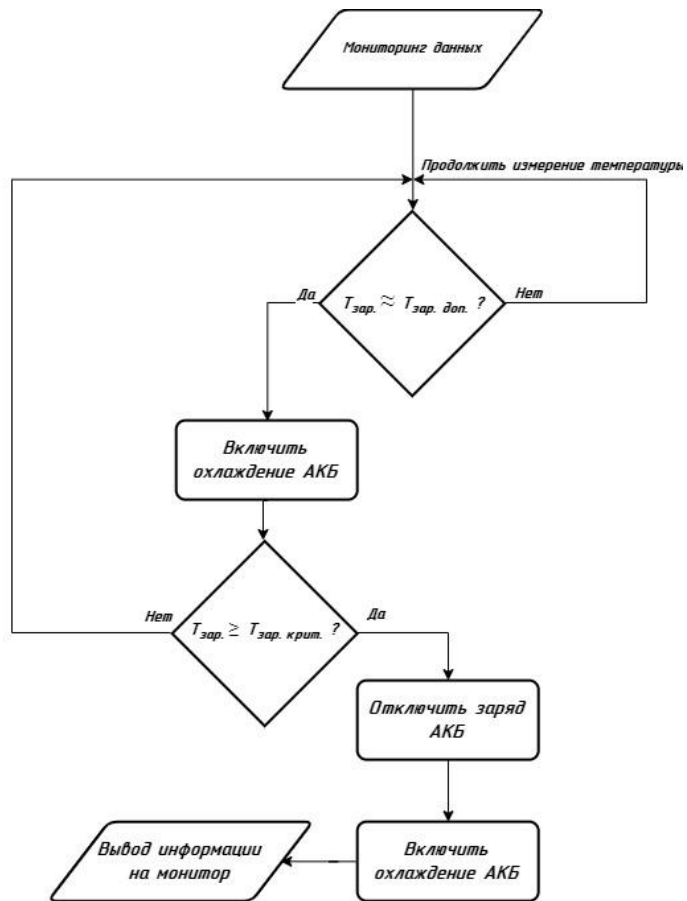 Мониторинг данных
Продолжить измерение температуры
Да
Tзар. ≈ Tзар. доп. ?
Нет
Включить
охлаждение АКБ
Нет
Tзар. ≥ Tзар. крит. ?
Да
Отключить заряд
АКБ
Вывод информации
на монитор
Включить
охлаждение АКБ